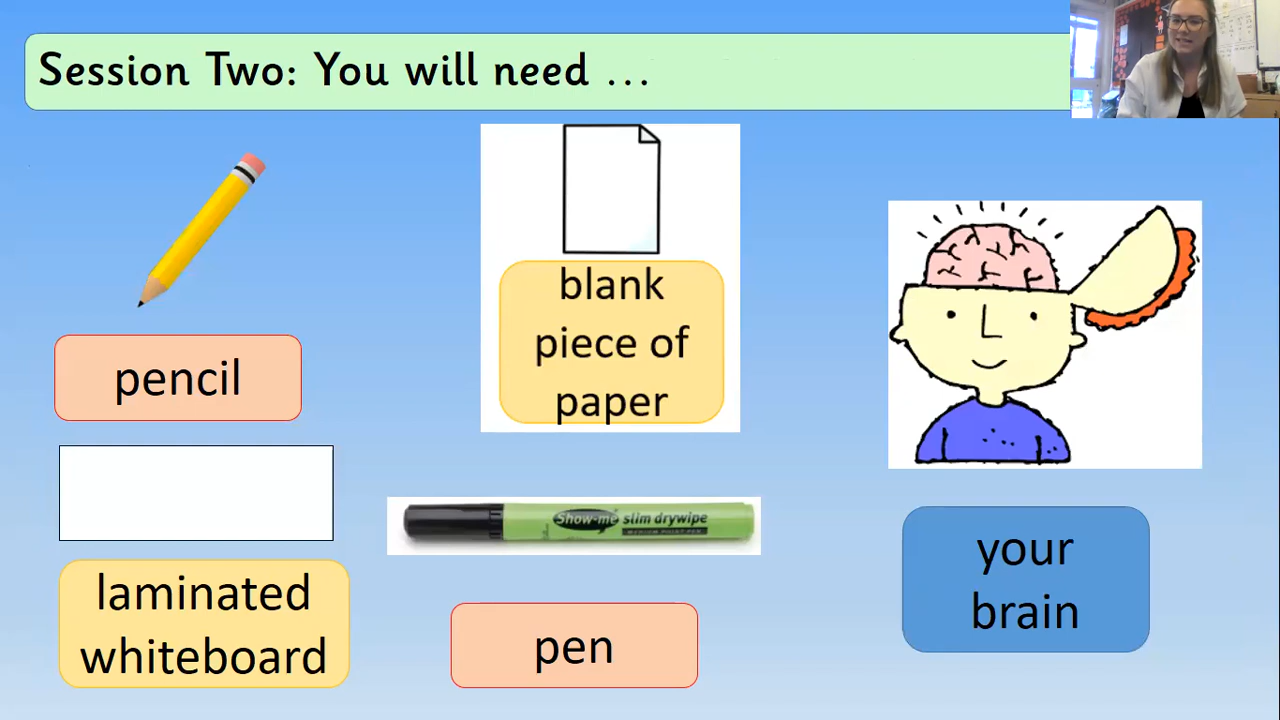 Session Two: You will need ...
blank
piece of
paper
pencil
Show-me slim drywipe
laminated
whiteboard
pen
your
brain